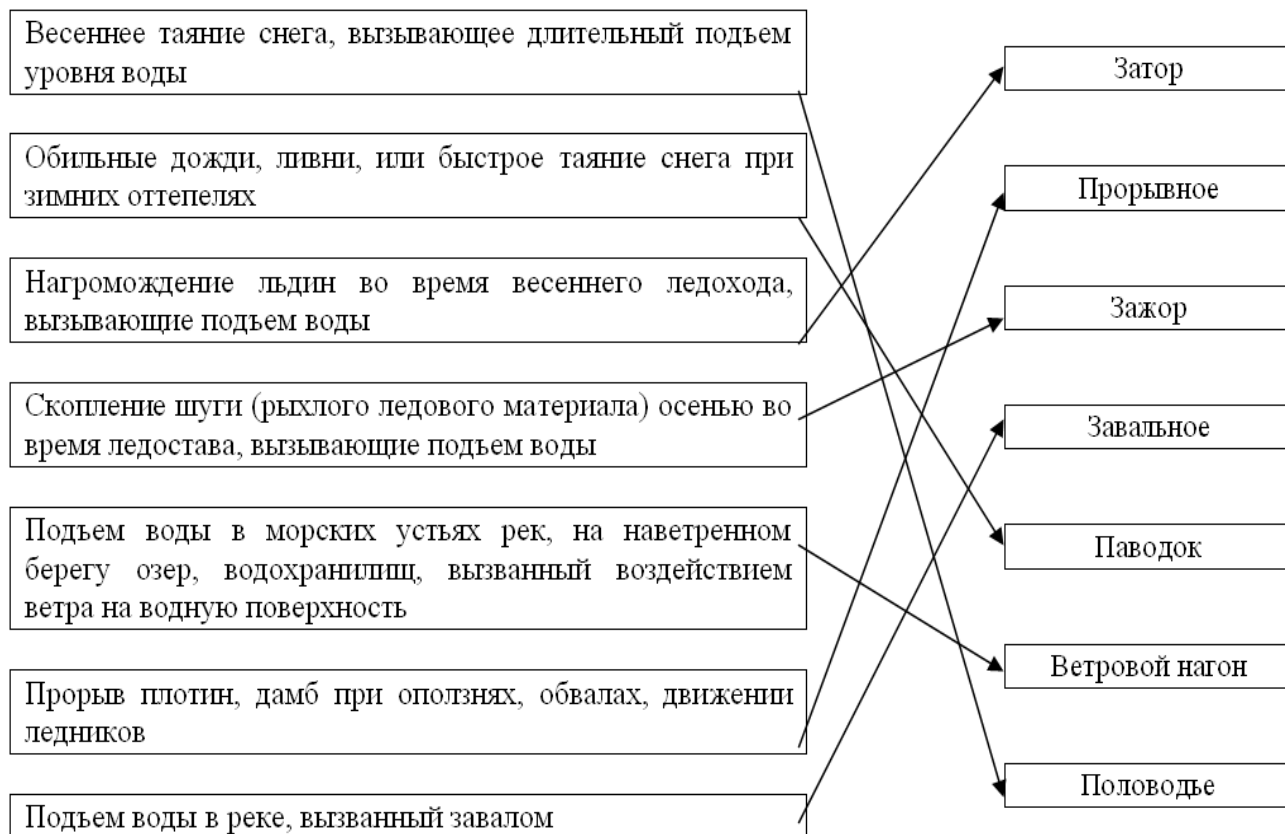 Весеннее таяние снега, вызывающее длительный подъем
уровня воды
Обильные дожди, ливни, или быстрое таяние снега при
зимних оттепелях
Нагромождение льдин во время весеннего ледохода,
вызывающие подъем воды
Скопление шуги (рыхлого ледового материала) осенью во
время ледостава, вызывающие подъем воды
Подъем воды в морских устьях рек, на наветренном
берегу озер, водохранилищ, вызванный воздействием
ветра на водную поверхность
Прорыв плотин, дамб при оползнях, обвалах, движении
ледников
Подъем воды в реке, вызванный завалом
Затор
Прорывное
Зажор
Завальное
Паводок
Ветровой нагон
Половодье